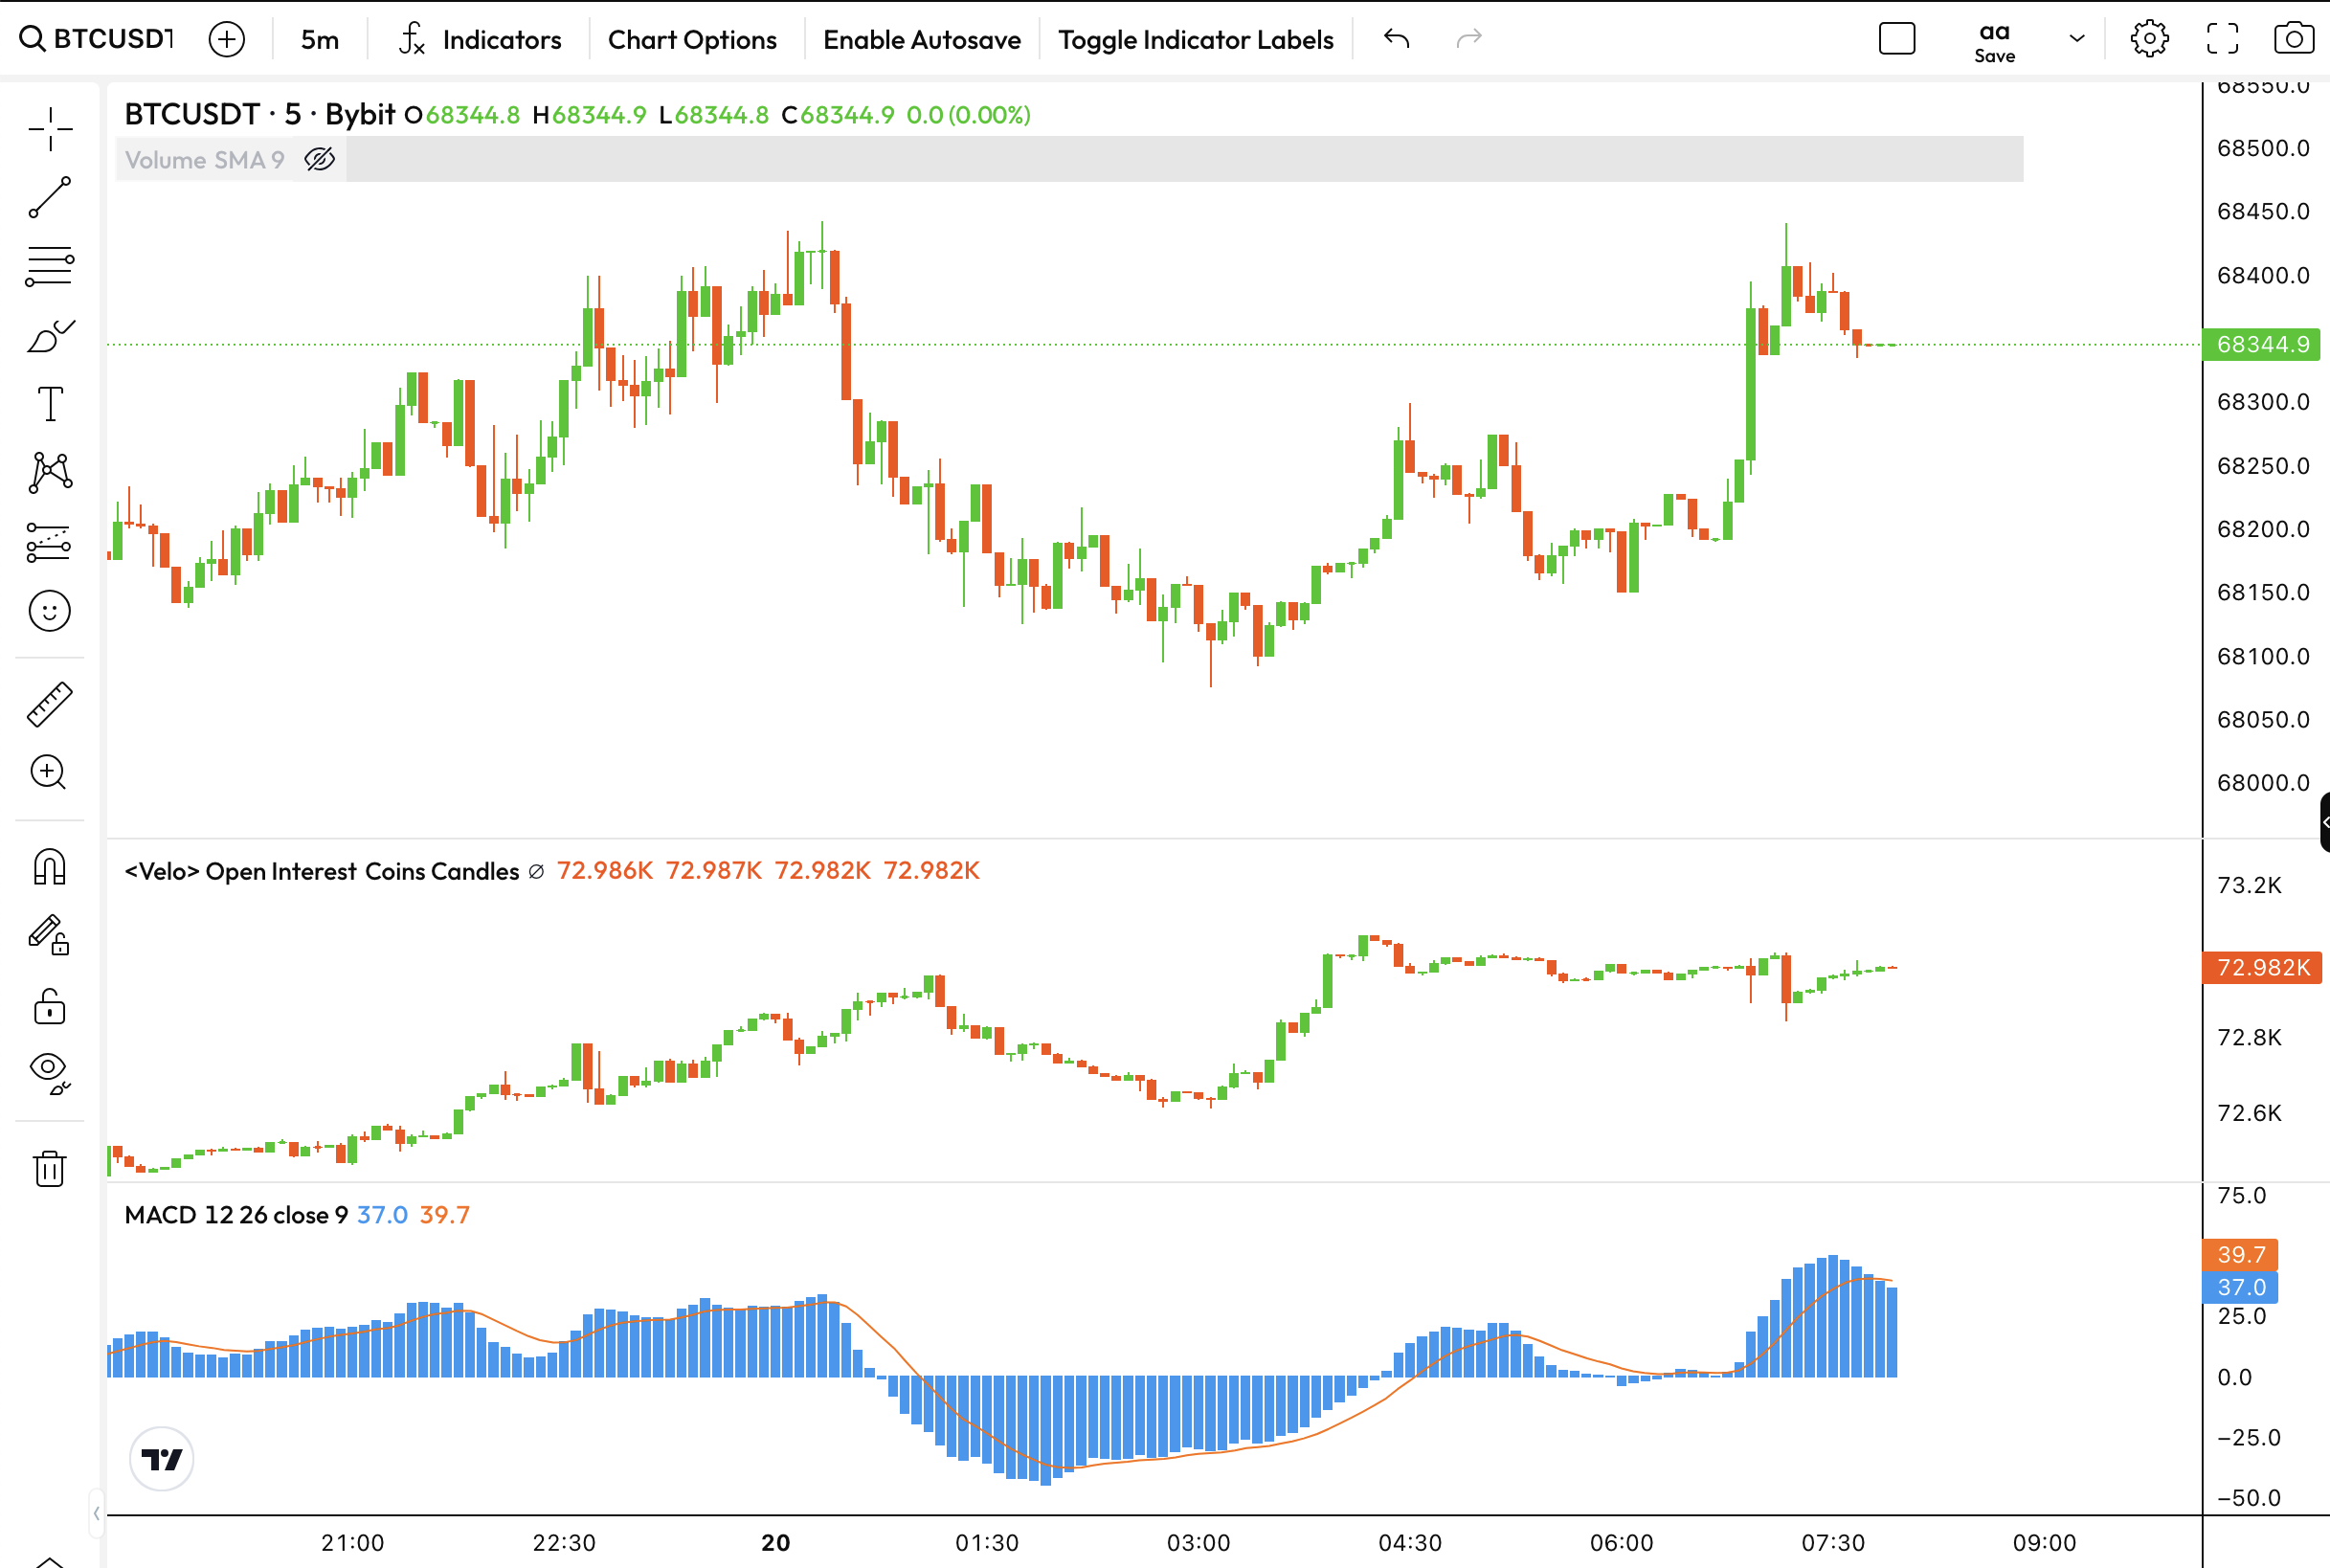 BTCUSDT 5m Indicators Chart Options Enable Autosave Toggle Indicator Labels aa
Save
BTCUSDT · 5 · Bybit O68344.8 H68344.9 L68344.8 C68344.9 0.0 (0.00%)
Volume SMA 9
68550.0
68500.0
68450.0
68400.0
68344.9
68300.0
68250.0
68200.0
68150.0
68100.0
68050.0
68000.0
<Velo> Open Interest Coins Candles ∅ 72.986K 72.987K 72.982K 72.982K
73.2K
72.982K
72.8K
72.6K
MACD 12 26 close 9 37.0 39.7
75.0
39.7
37.0
25.0
0.0
−25.0
−50.0
21:00 22:30 20 01:30 03:00 04:30 06:00 07:30 09:00